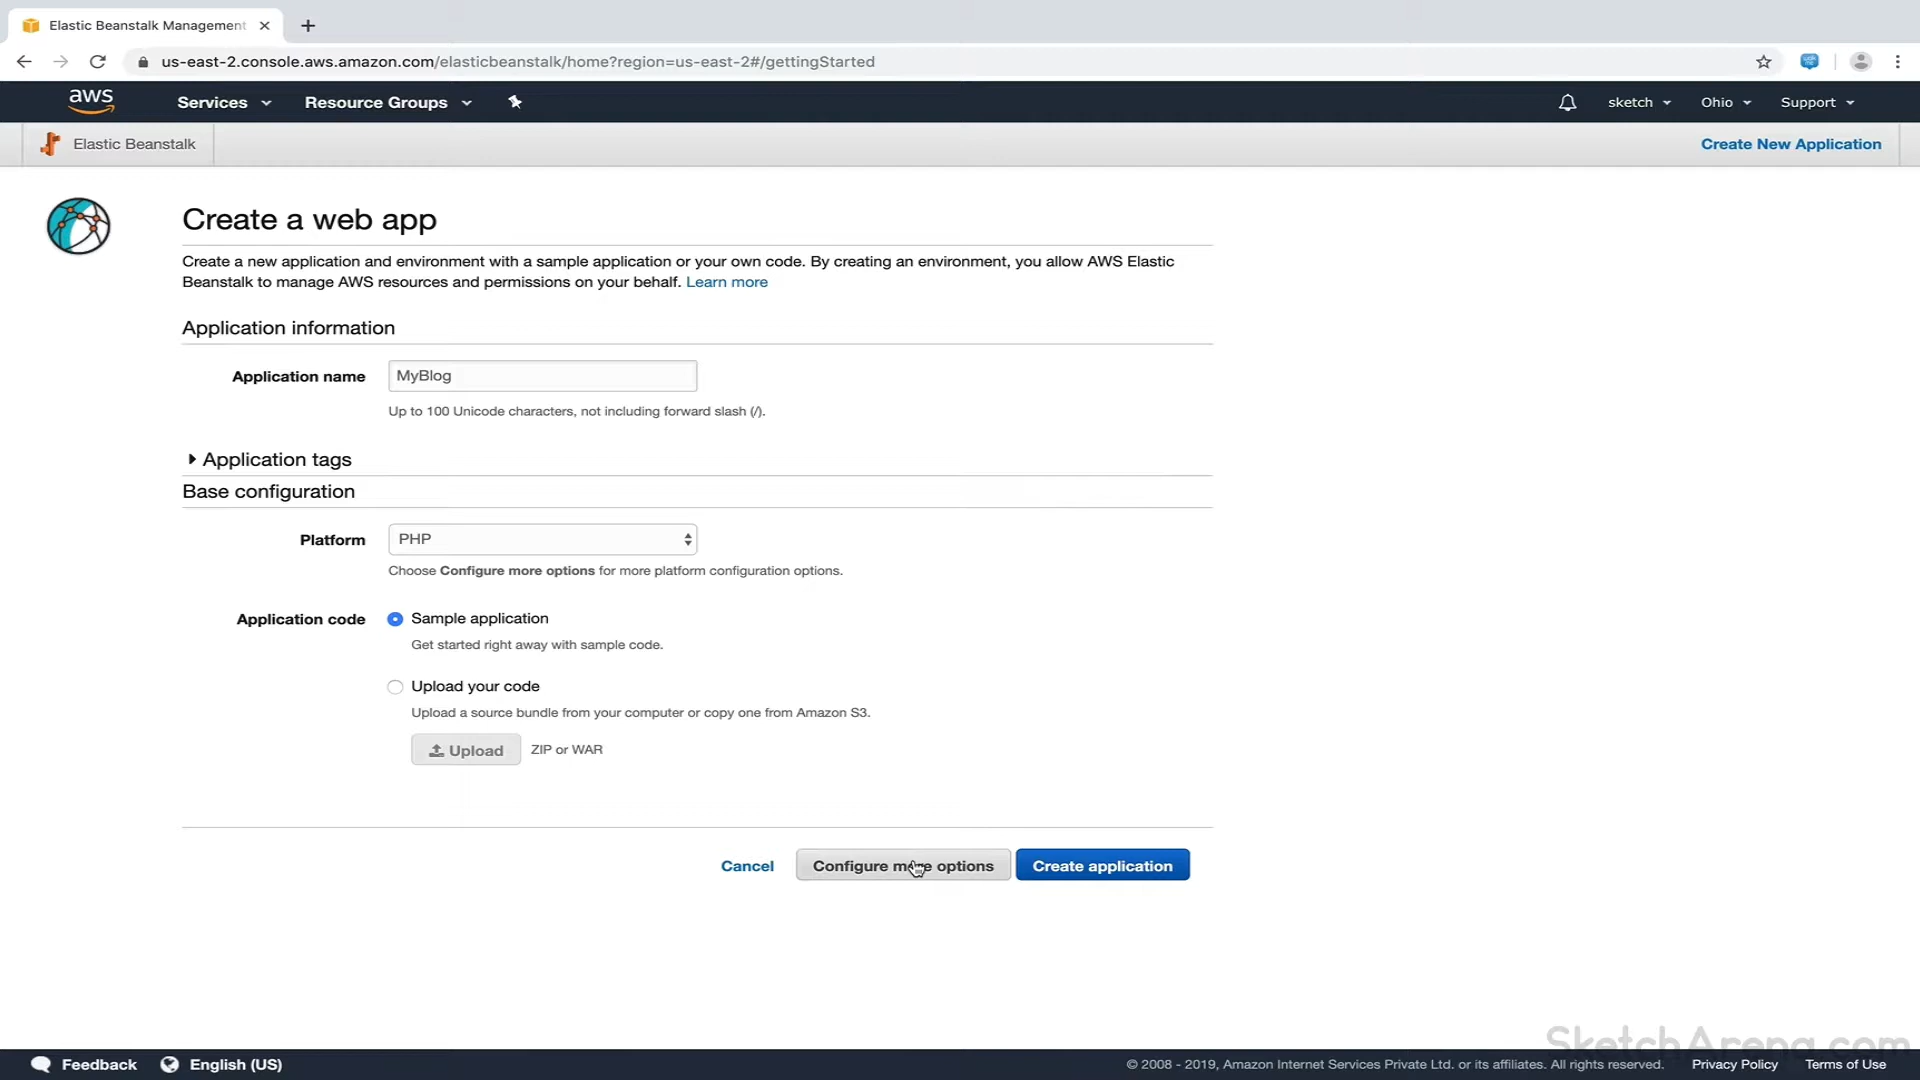 Elastic Beanstalk Management
us-east-2.console.aws.amazon.com/elasticbeanstalk/home?region=us-east-2#/gettingStarted
aws Services Resource Groups sketch Ohio Support
Elastic Beanstalk Create New Application
Create a web app
Create a new application and environment with a sample application or your own code. By creating an environment, you allow AWS Elastic
Beanstalk to manage AWS resources and permissions on your behalf. Learn more
Application information
Application name MyBlog
Up to 100 Unicode characters, not including forward slash (/).
Application tags
Base configuration
Platform PHP
Choose Configure more options for more platform configuration options.
Application code Sample application
Get started right away with sample code.
Upload your code
Upload a source bundle from your computer or copy one from Amazon S3.
Upload ZIP or WAR
Cancel Configure more options Create application
SketchArena.com
Feedback English (US) © 2008 - 2019, Amazon Internet Services Private Ltd. or its affiliates. All rights reserved. Privacy Policy Terms of Use